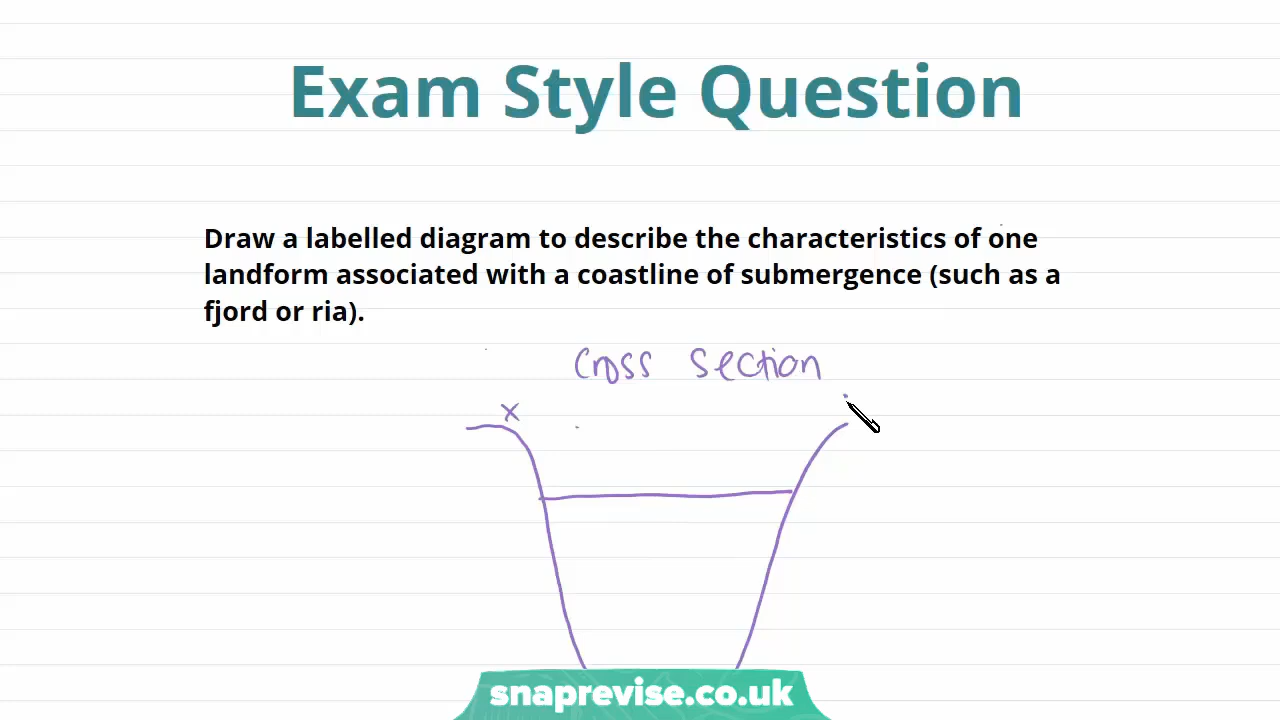 Exam Style Question
Draw a labelled diagram to describe the characteristics of one
landform associated with a coastline of submergence (such as a
fjord or ria).
Cross section
x
snaprevise.co.uk